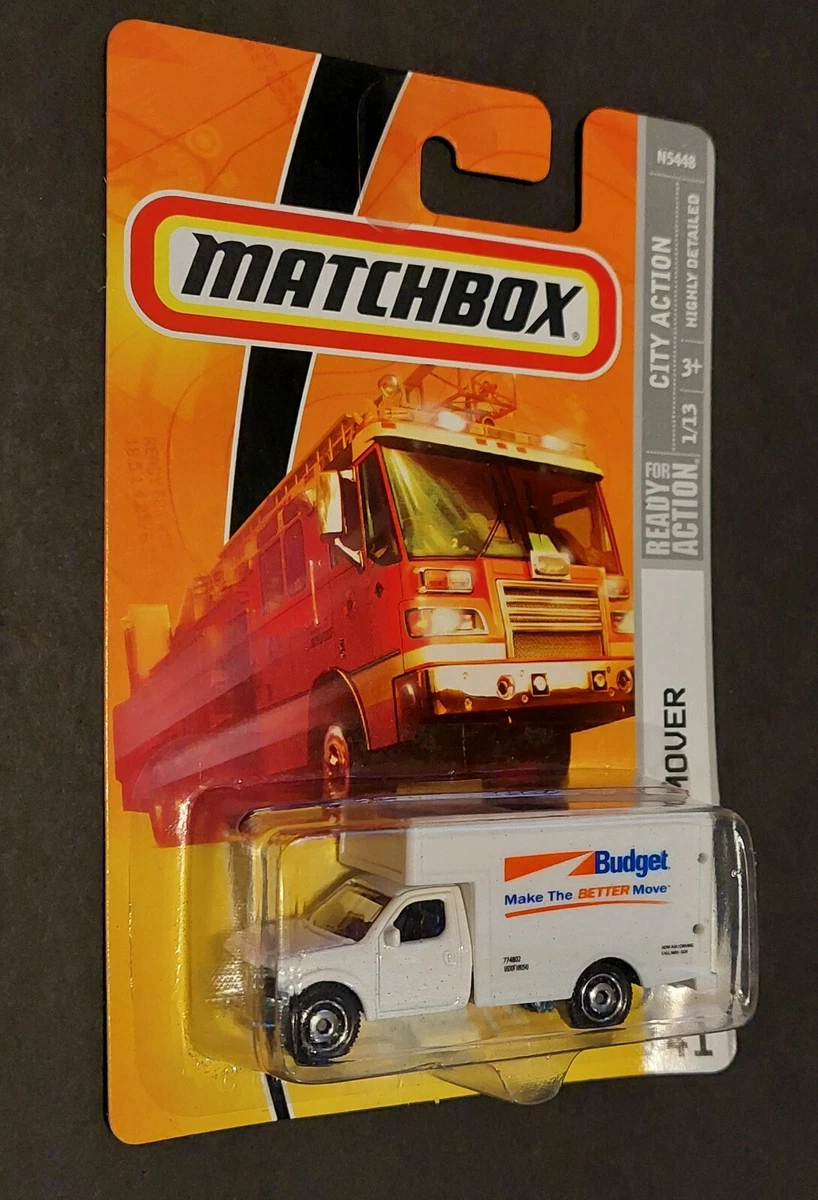 MATCHBOX
®
N5448
CITY ACTION
HIGHLY DETAILED
READY FOR ACTION.
1/13
3+
MOVER
Budget
Make The BETTER Move
774802
41